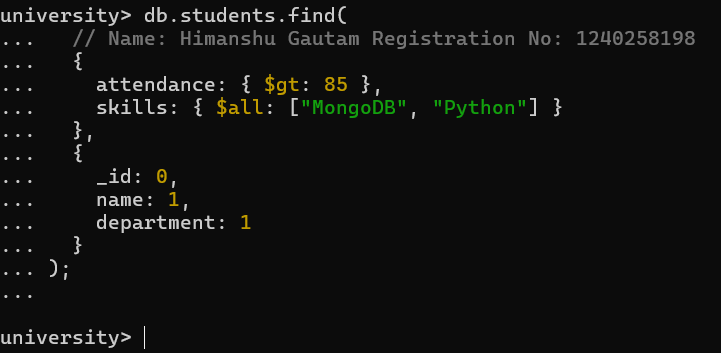 university> db.students.find(
...   // Name: Himanshu Gautam Registration No: 1240258198
...   {
...     attendance: { $gt: 85 },
...     skills: { $all: ["MongoDB", "Python"] }
...   },
...   {
...     _id: 0,
...     name: 1,
...     department: 1
...   }
... );
...
university>